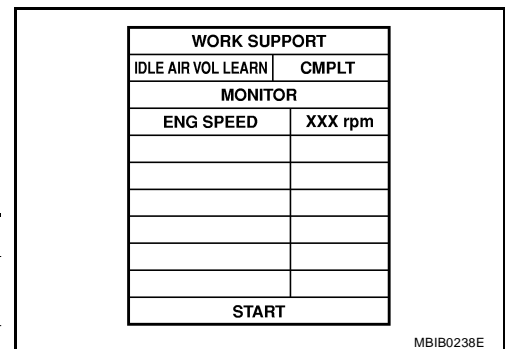 WORK SUPPORT
IDLE AIR VOL LEARN CMPLT
MONITOR
ENG SPEED XXX rpm
START
MBIB0238E